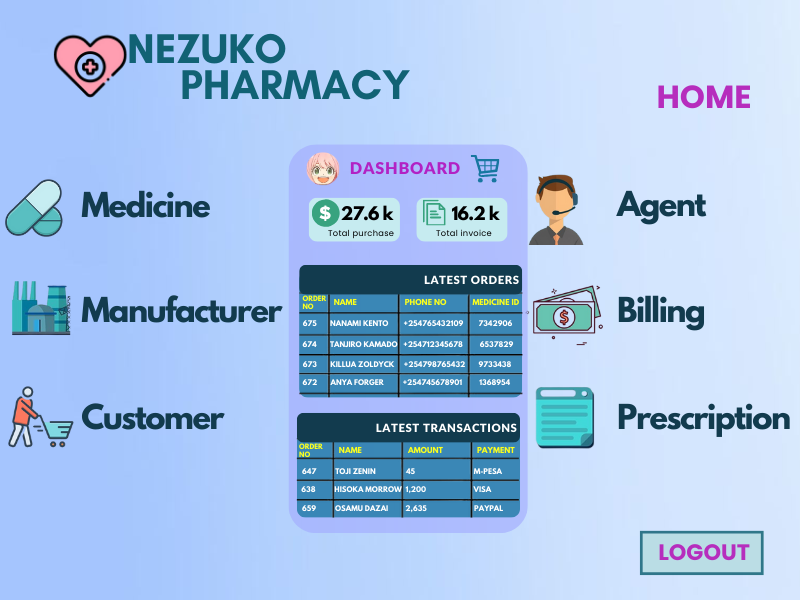 NEZUKO
PHARMACY
HOME
Medicine
Manufacturer
Customer
DASHBOARD
$ 27.6 k
Total purchase
16.2 k
Total invoice
LATEST ORDERS
ORDER NO NAME PHONE NO MEDICINE ID
675 NANAMI KENTO +254765432109 7342906
674 TANJIRO KAMADO +254712345678 6537829
673 KILLUA ZOLDYCK +254798765432 9733438
672 ANYA FORGER +254745678901 1368954
LATEST TRANSACTIONS
ORDER NO NAME AMOUNT PAYMENT
647 TOJI ZENIN 45 M-PESA
638 HISOKA MORROW 1,200 VISA
659 OSAMU DAZAI 2,635 PAYPAL
Agent
$
Billing
Prescription
LOGOUT